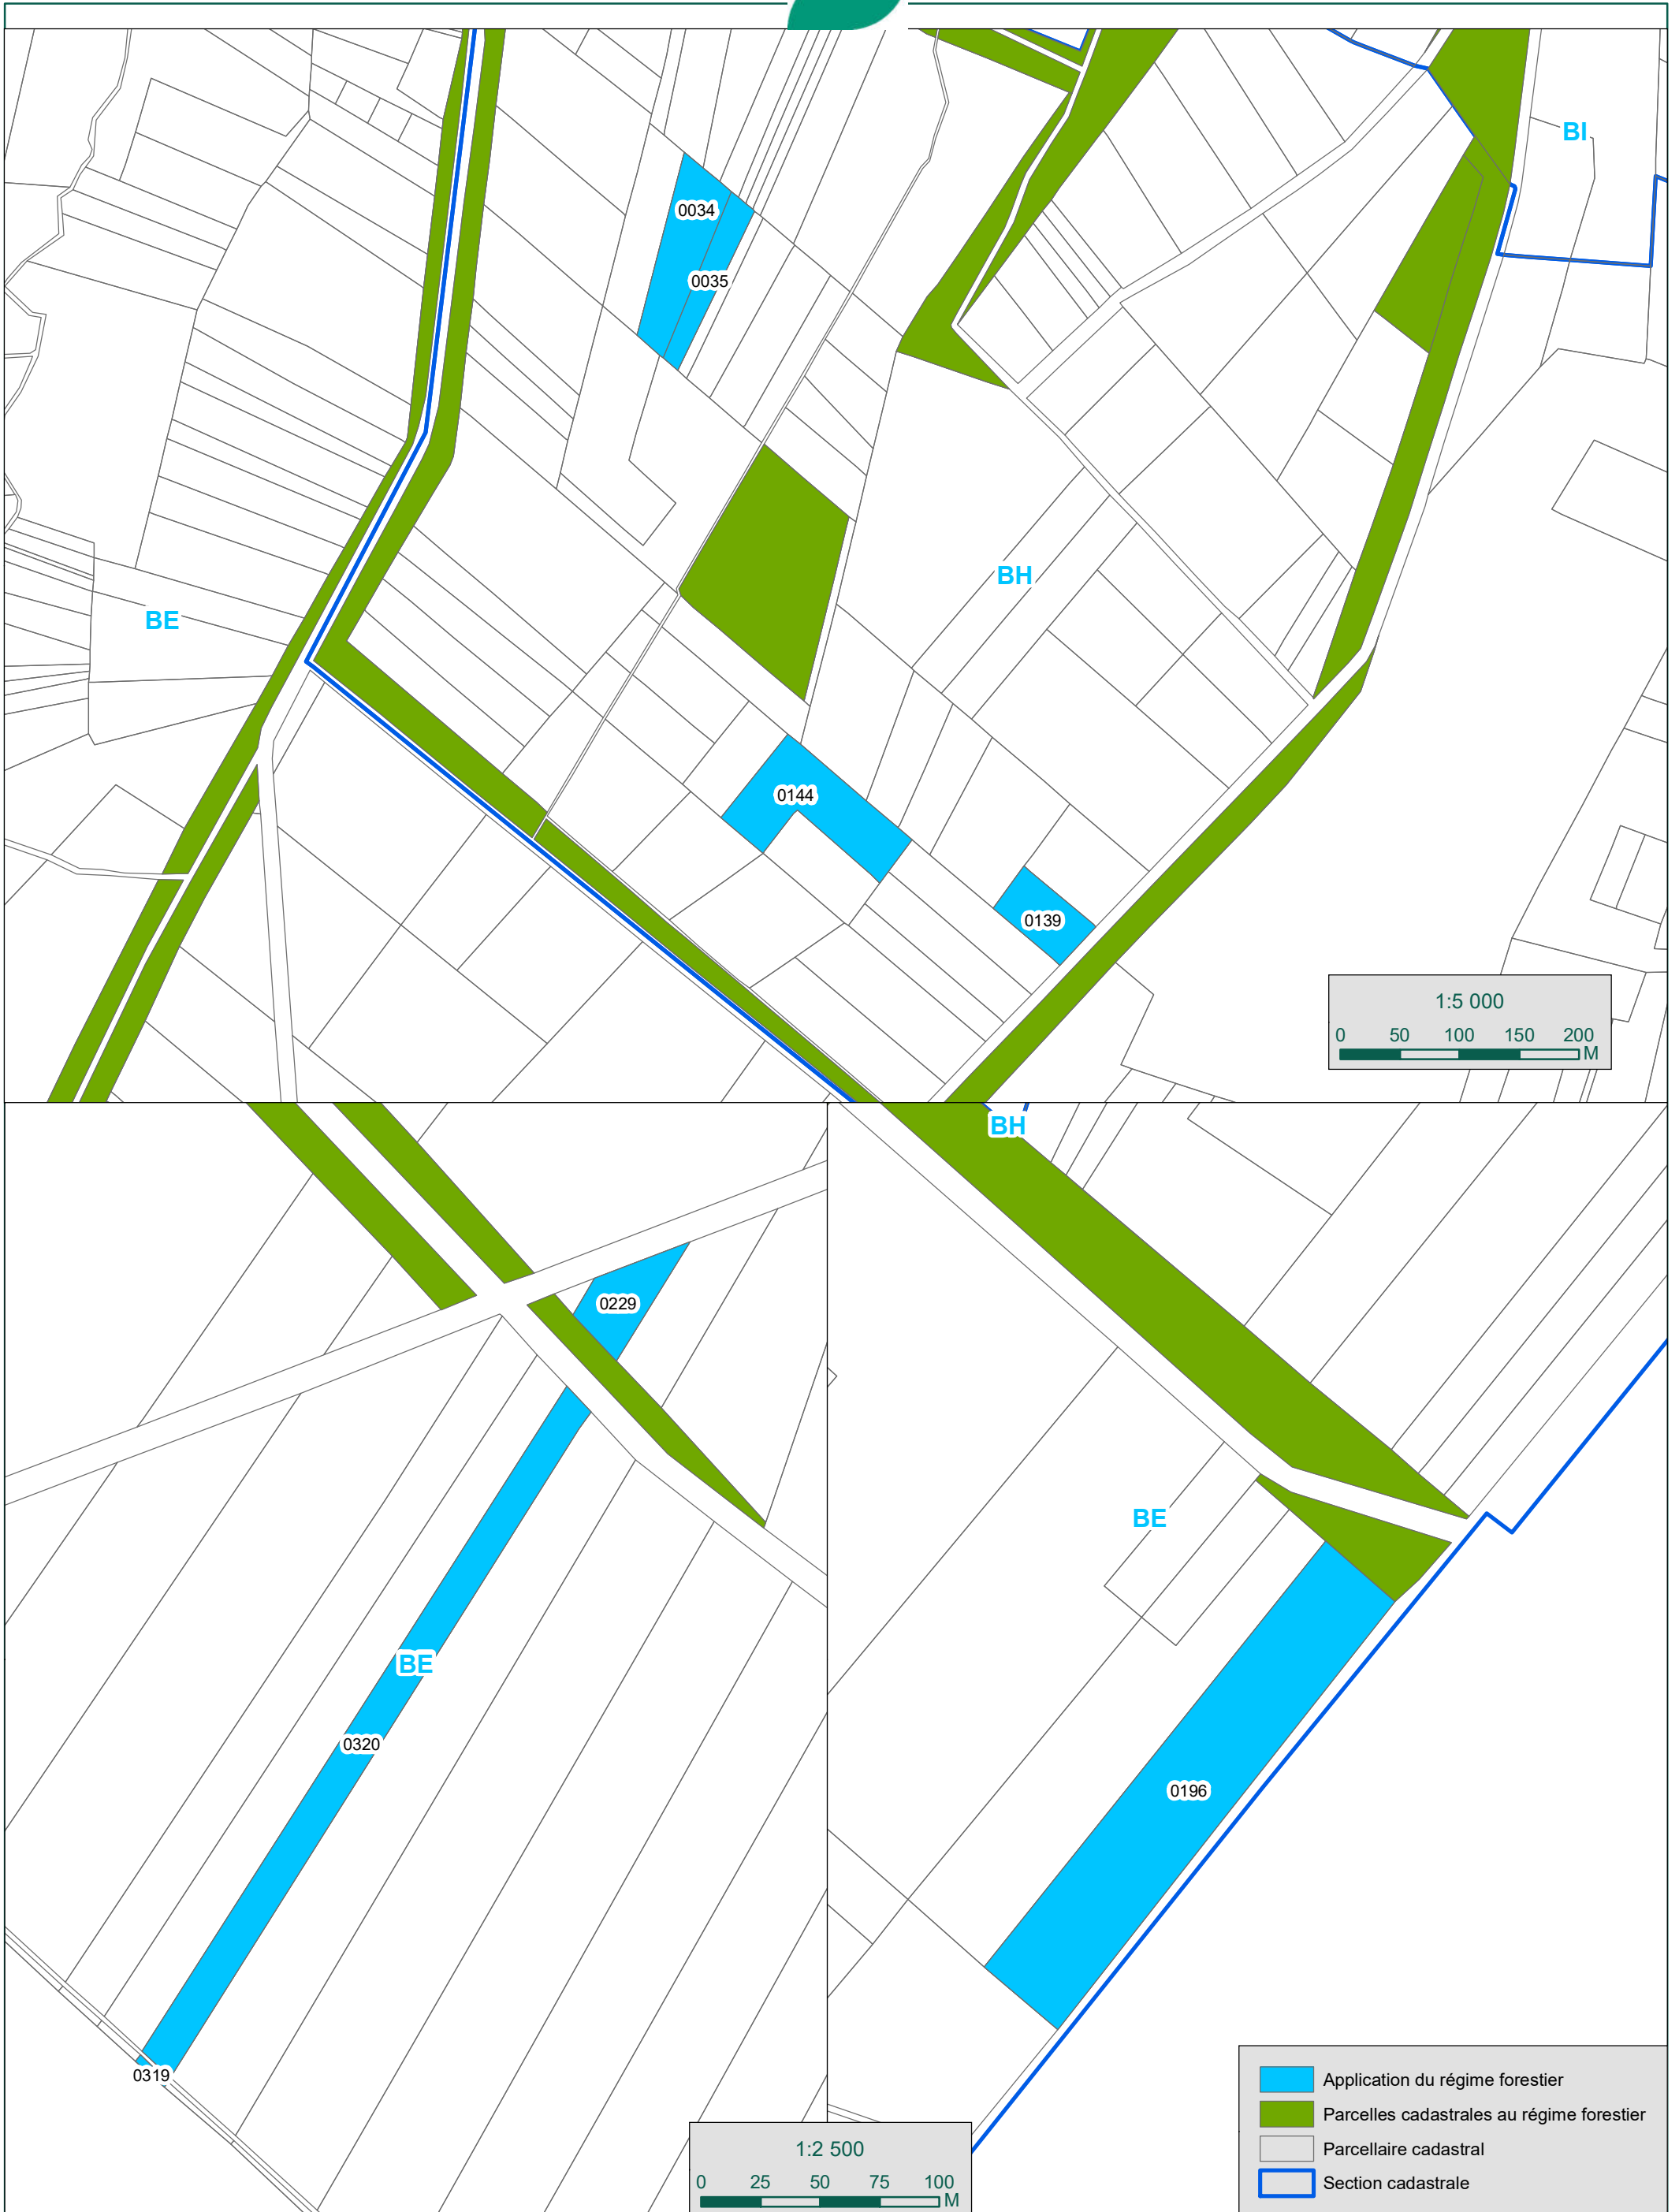 BI
0034
0035
BH
BE
0144
0139
1:5 000
0 50 100 150 200
M
BH
0229
BE
BE
0320
0196
0319
1:2 500
0 25 50 75 100
M
Application du régime forestier
Parcelles cadastrales au régime forestier
Parcellaire cadastral
Section cadastrale